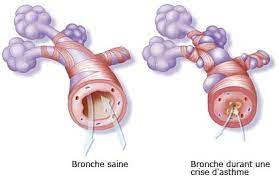 Bronche saine
Bronche durant une
crise d'asthme